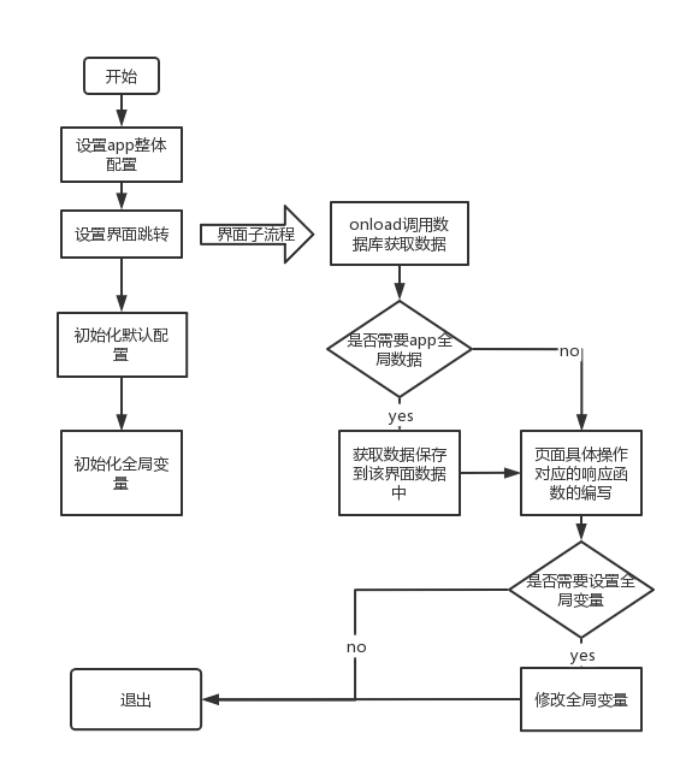 开始
设置app整体
配置
设置界面跳转
界面子流程
初始化默认配
置
初始化全局变
量
onload调用数
据库获取数据
是否需要app全
局数据
no
yes
获取数据保存
到该界面数据
中
页面具体操作
对应的响应函
数的编写
是否需要设置全
局变量
no
yes
修改全局变量
退出